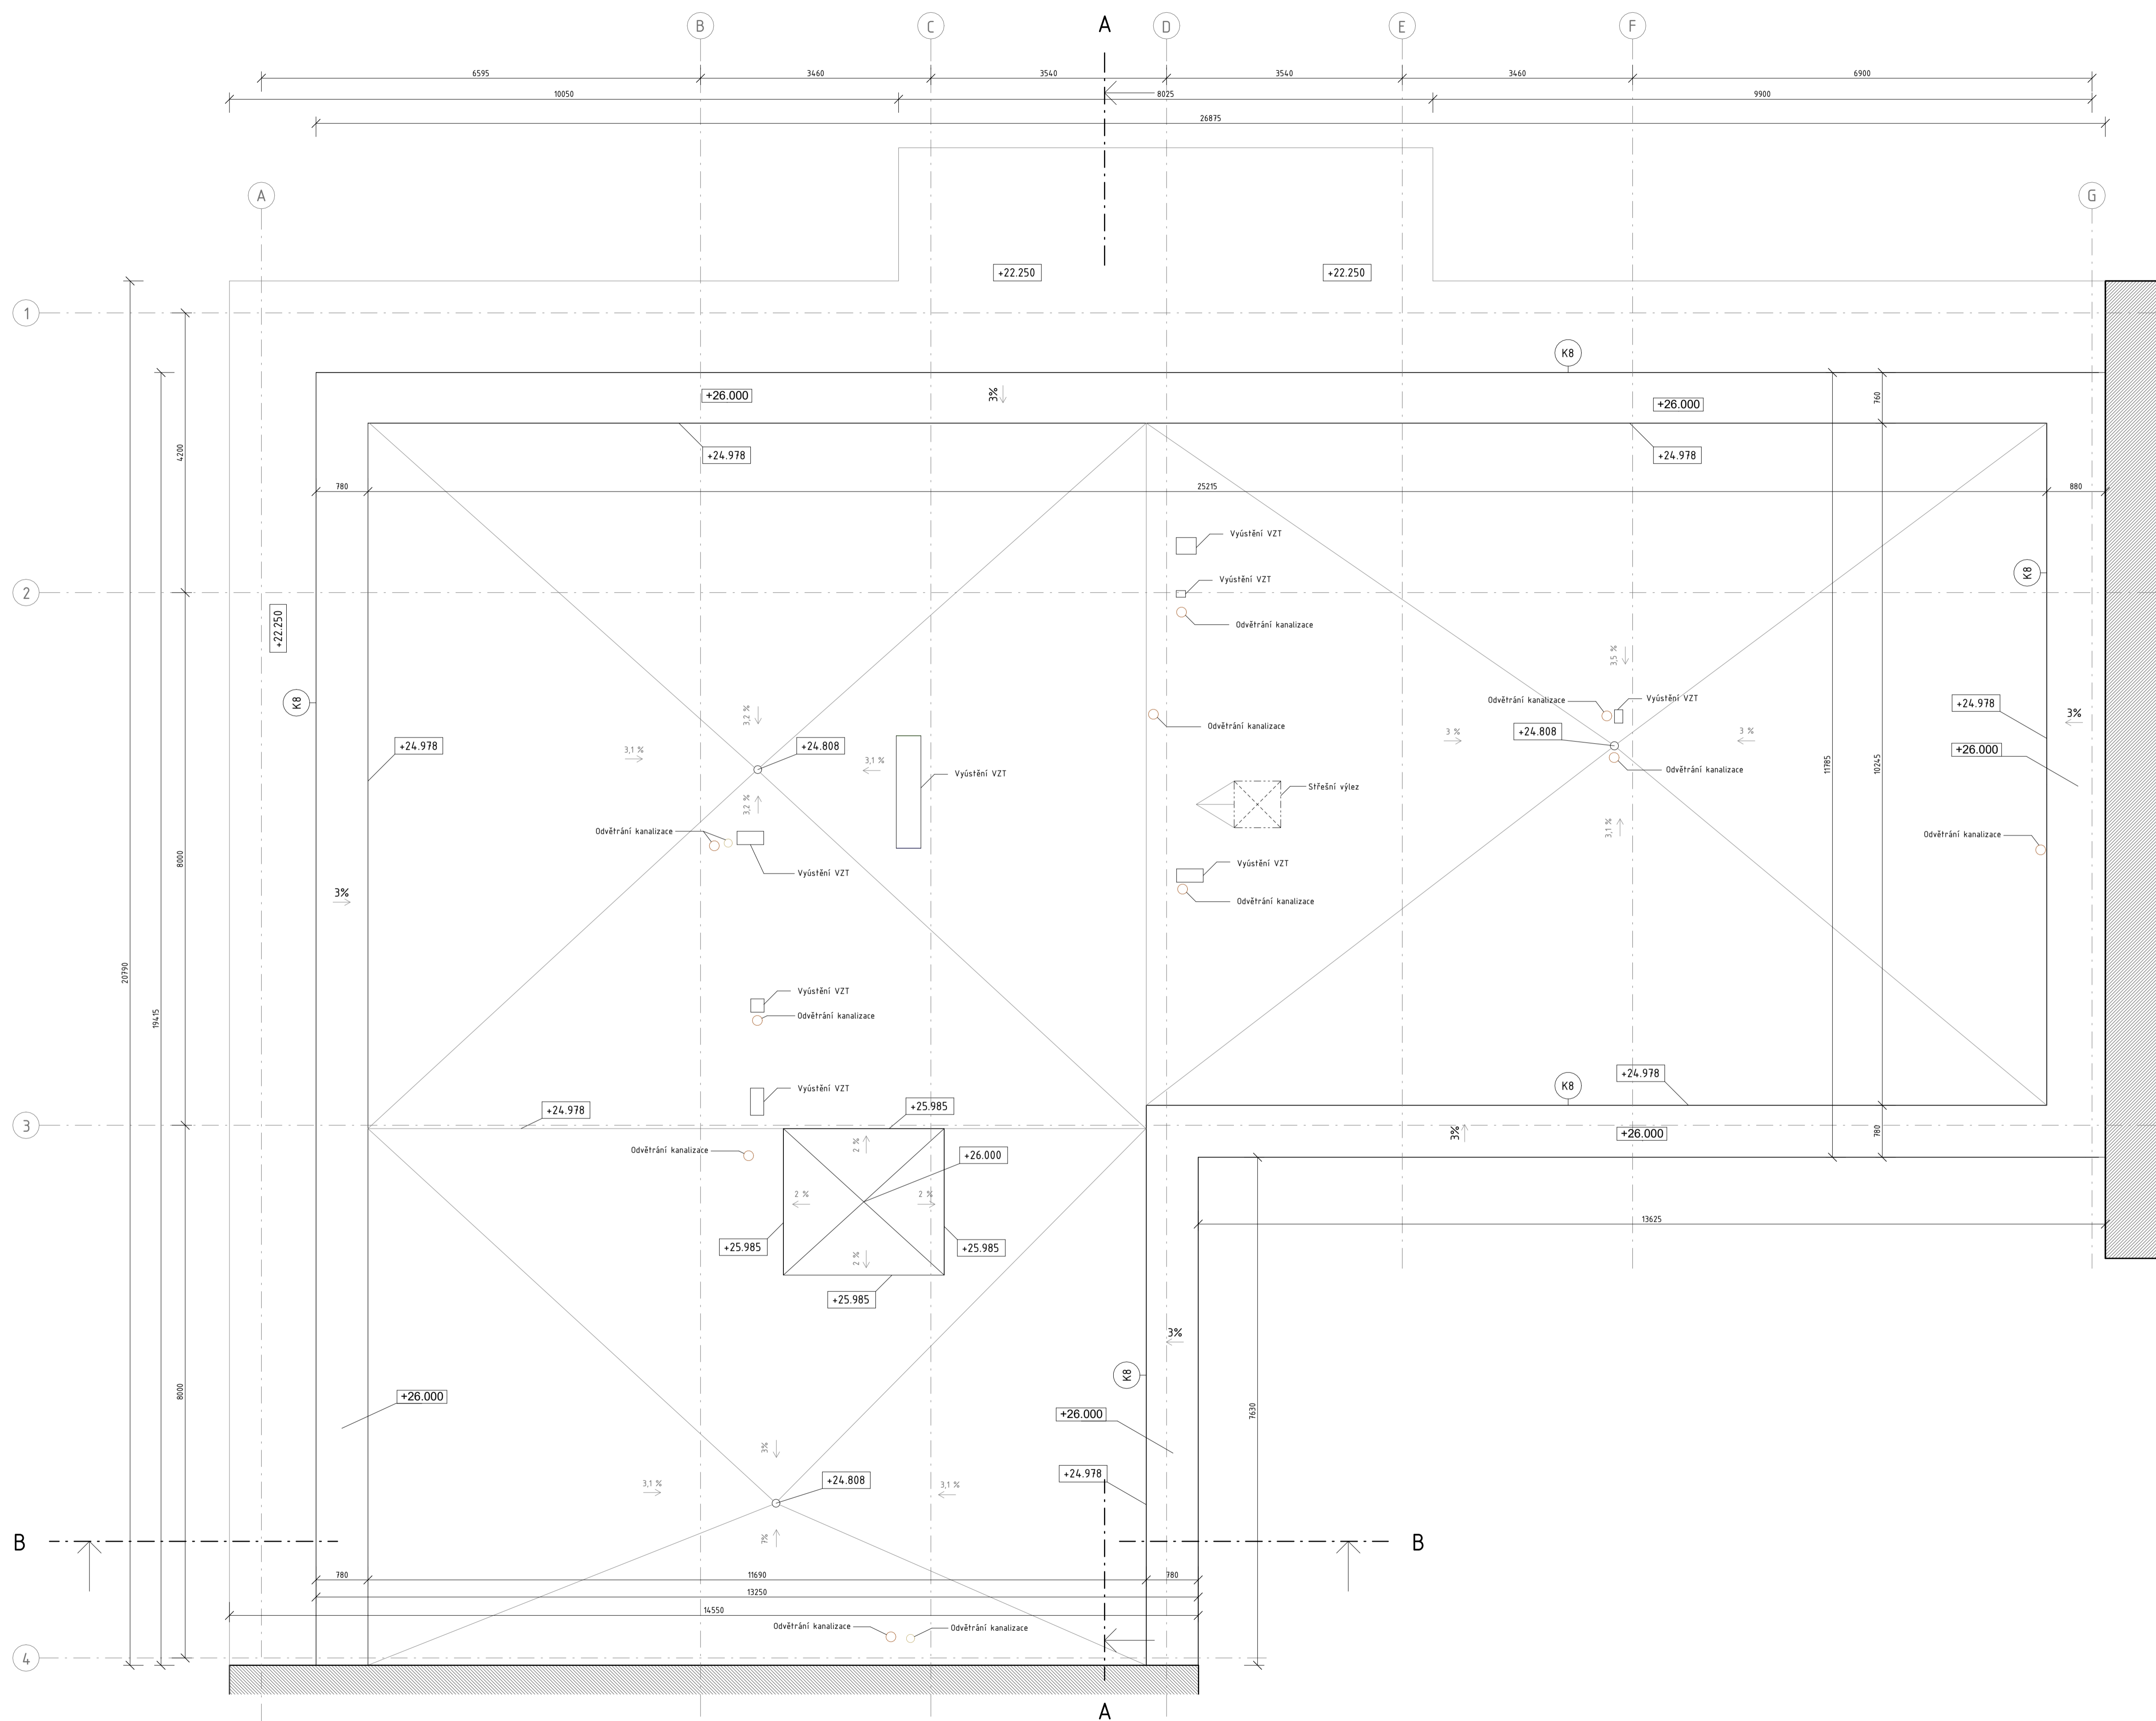 B
C
A
D
E
F
6595
3460
3540
3540
3460
6900
10050
8025
9900
26875
A
G
+22.250
+22.250
1
K8
+26.000
3%
+26.000
760
4200
+24.978
+24.978
780
25215
880
Vyústění VZT
K8
Vyústění VZT
2
+22.250
Odvětrání kanalizace
3,5 %
K8
Odvětrání kanalizace
Vyústění VZT
+24.978
3,2 %
Odvětrání kanalizace
3%
+24.978
3,1 %
+24.808
+24.808
3 %
3 %
+26.000
3,1 %
11785
10245
Vyústění VZT
Odvětrání kanalizace
Střešní výlez
3,2 %
Odvětrání kanalizace
3,1 %
Odvětrání kanalizace
8000
Vyústění VZT
Vyústění VZT
3%
Odvětrání kanalizace
20790
19415
Vyústění VZT
Odvětrání kanalizace
+24.978
Vyústění VZT
K8
+24.978
+25.985
3
3%
+26.000
780
Odvětrání kanalizace
2 %
+26.000
2 %
2 %
13625
+25.985
2 %
+25.985
+25.985
3%
8000
K8
+26.000
+26.000
7630
3%
+24.978
3,1 %
+24.808
3,1 %
7%
B
B
780
11690
780
13250
14550
Odvětrání kanalizace
Odvětrání kanalizace
4
A